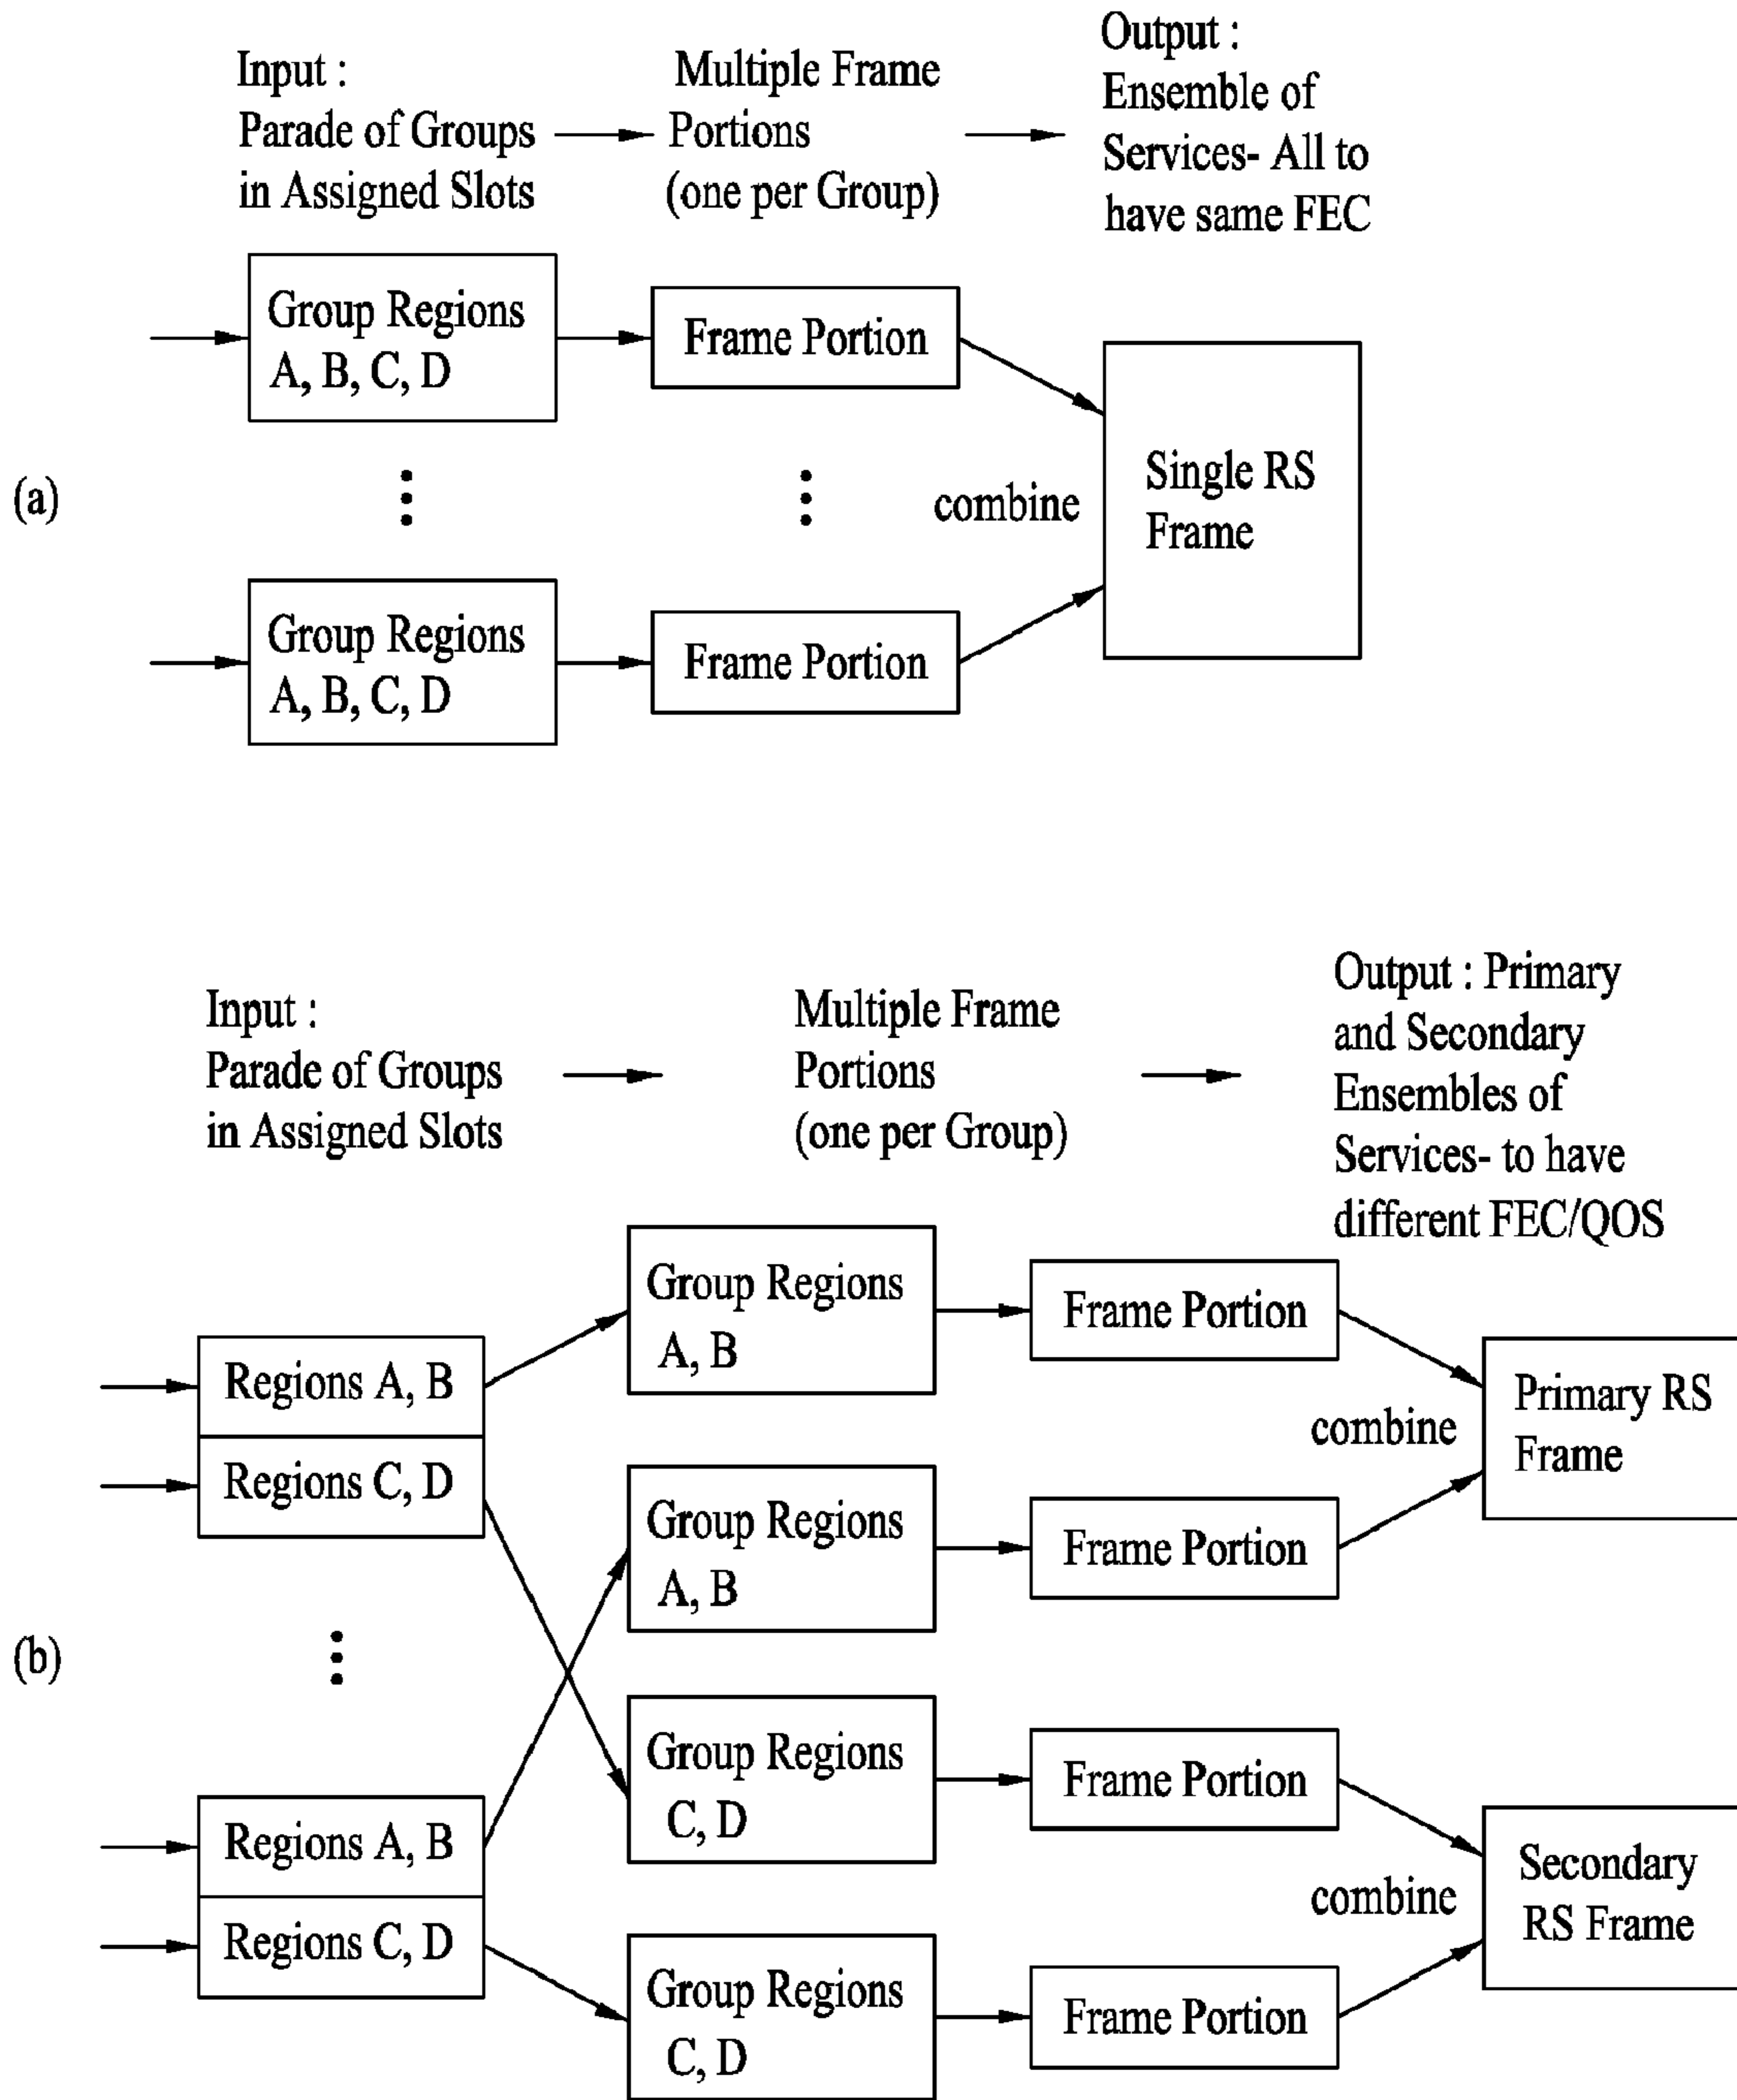 Input :
Parade of Groups
in Assigned Slots
Multiple Frame
Portions
(one per Group)
Output :
Ensemble of
Services- All to
have same FEC
(a)
Group Regions
A, B, C, D
Frame Portion
combine
Single RS
Frame
Group Regions
A, B, C, D
Frame Portion
Input :
Parade of Groups
in Assigned Slots
Multiple Frame
Portions
(one per Group)
Output : Primary
and Secondary
Ensembles of
Services- to have
different FEC/QOS
(b)
Regions A, B
Regions C, D
Regions A, B
Regions C, D
Group Regions
A, B
Frame Portion
Group Regions
A, B
Frame Portion
combine
Primary RS
Frame
Group Regions
C, D
Frame Portion
Group Regions
C, D
Frame Portion
combine
Secondary
RS Frame